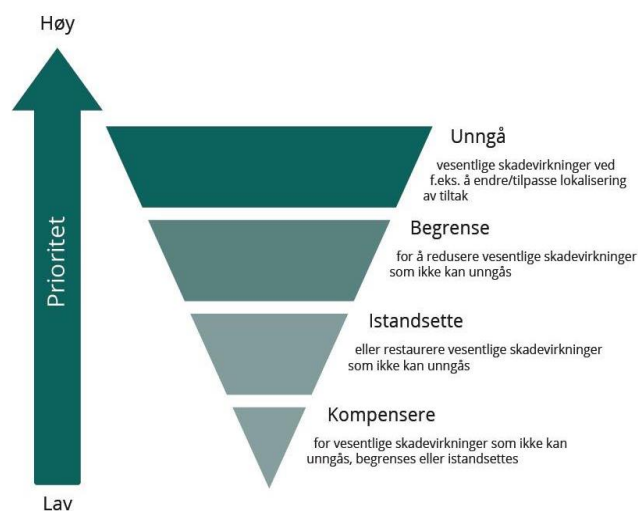 Høy
Prioritet
Unngå
vesentlige skadevirkninger ved
f.eks. å endre/tilpasse lokalisering
av tiltak
Begrense
for å redusere vesentlige skadevirkninger
som ikke kan unngås
Istandsette
eller restaurere vesentlige skadevirkninger
som ikke kan unngås
Kompensere
for vesentlige skadevirkninger som ikke kan
unngås, begrenses eller istandsettes
Lav